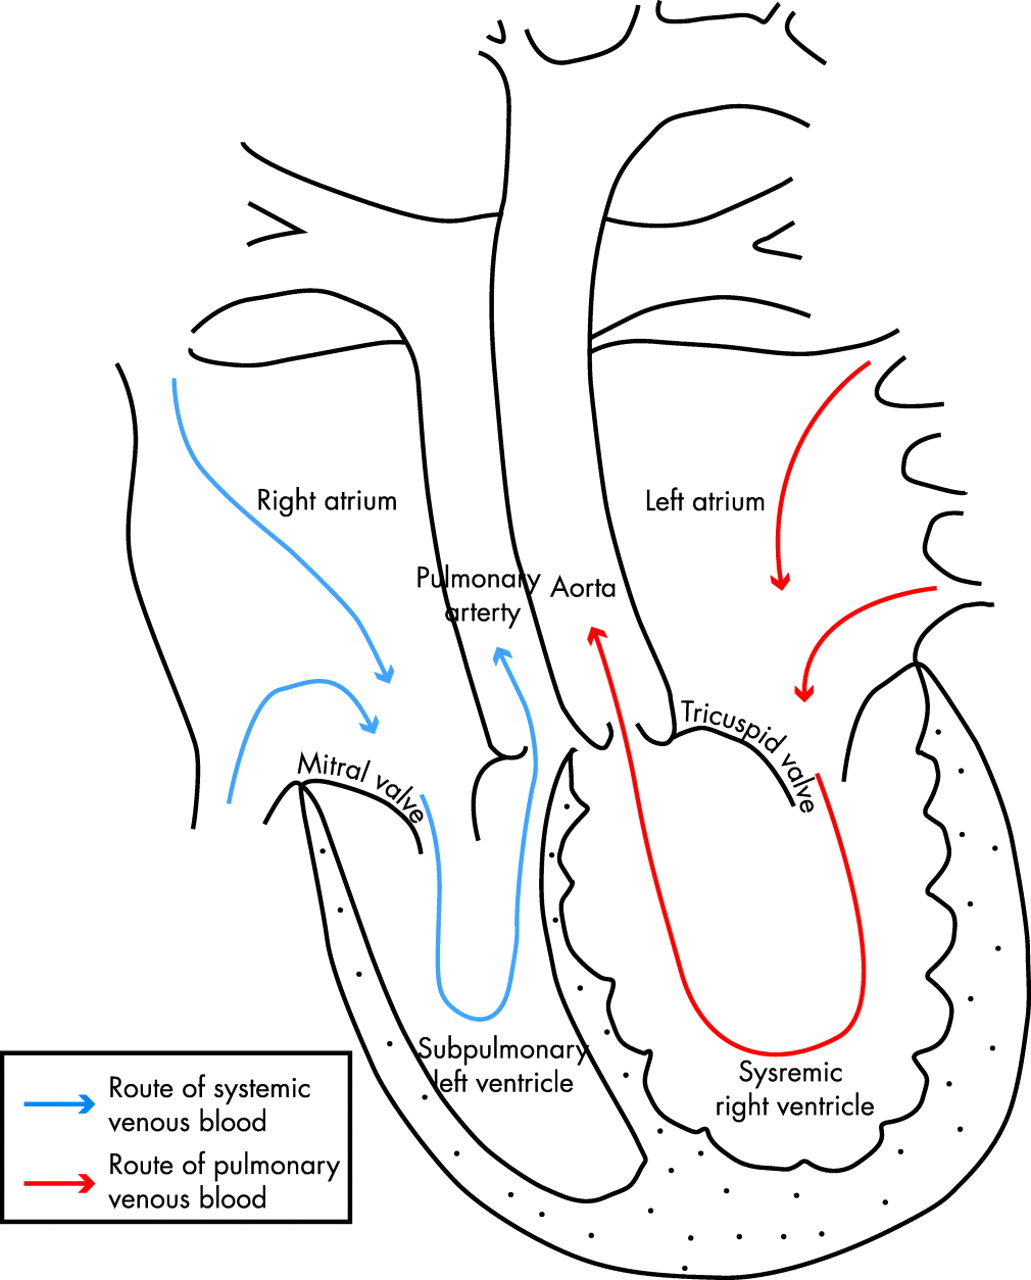 Right atrium
Left atrium
Pulmonary
arterty
Aorta
Mitral valve
Tricuspid valve
Subpulmonary
left ventricle
Sysremic
right ventricle
Route of systemic
venous blood
Route of pulmonary
venous blood